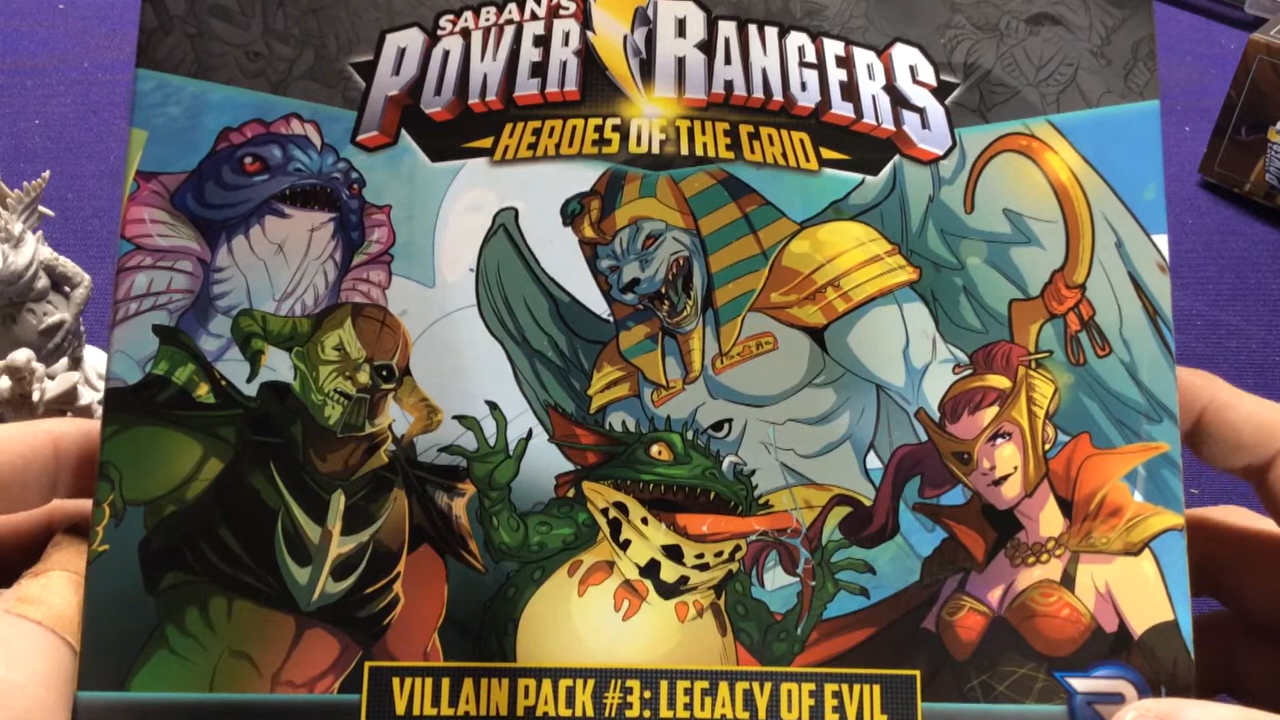 SABAN'S
POWER RANGERS
HEROES OF THE GRID
VILLAIN PACK #3: LEGACY OF EVIL